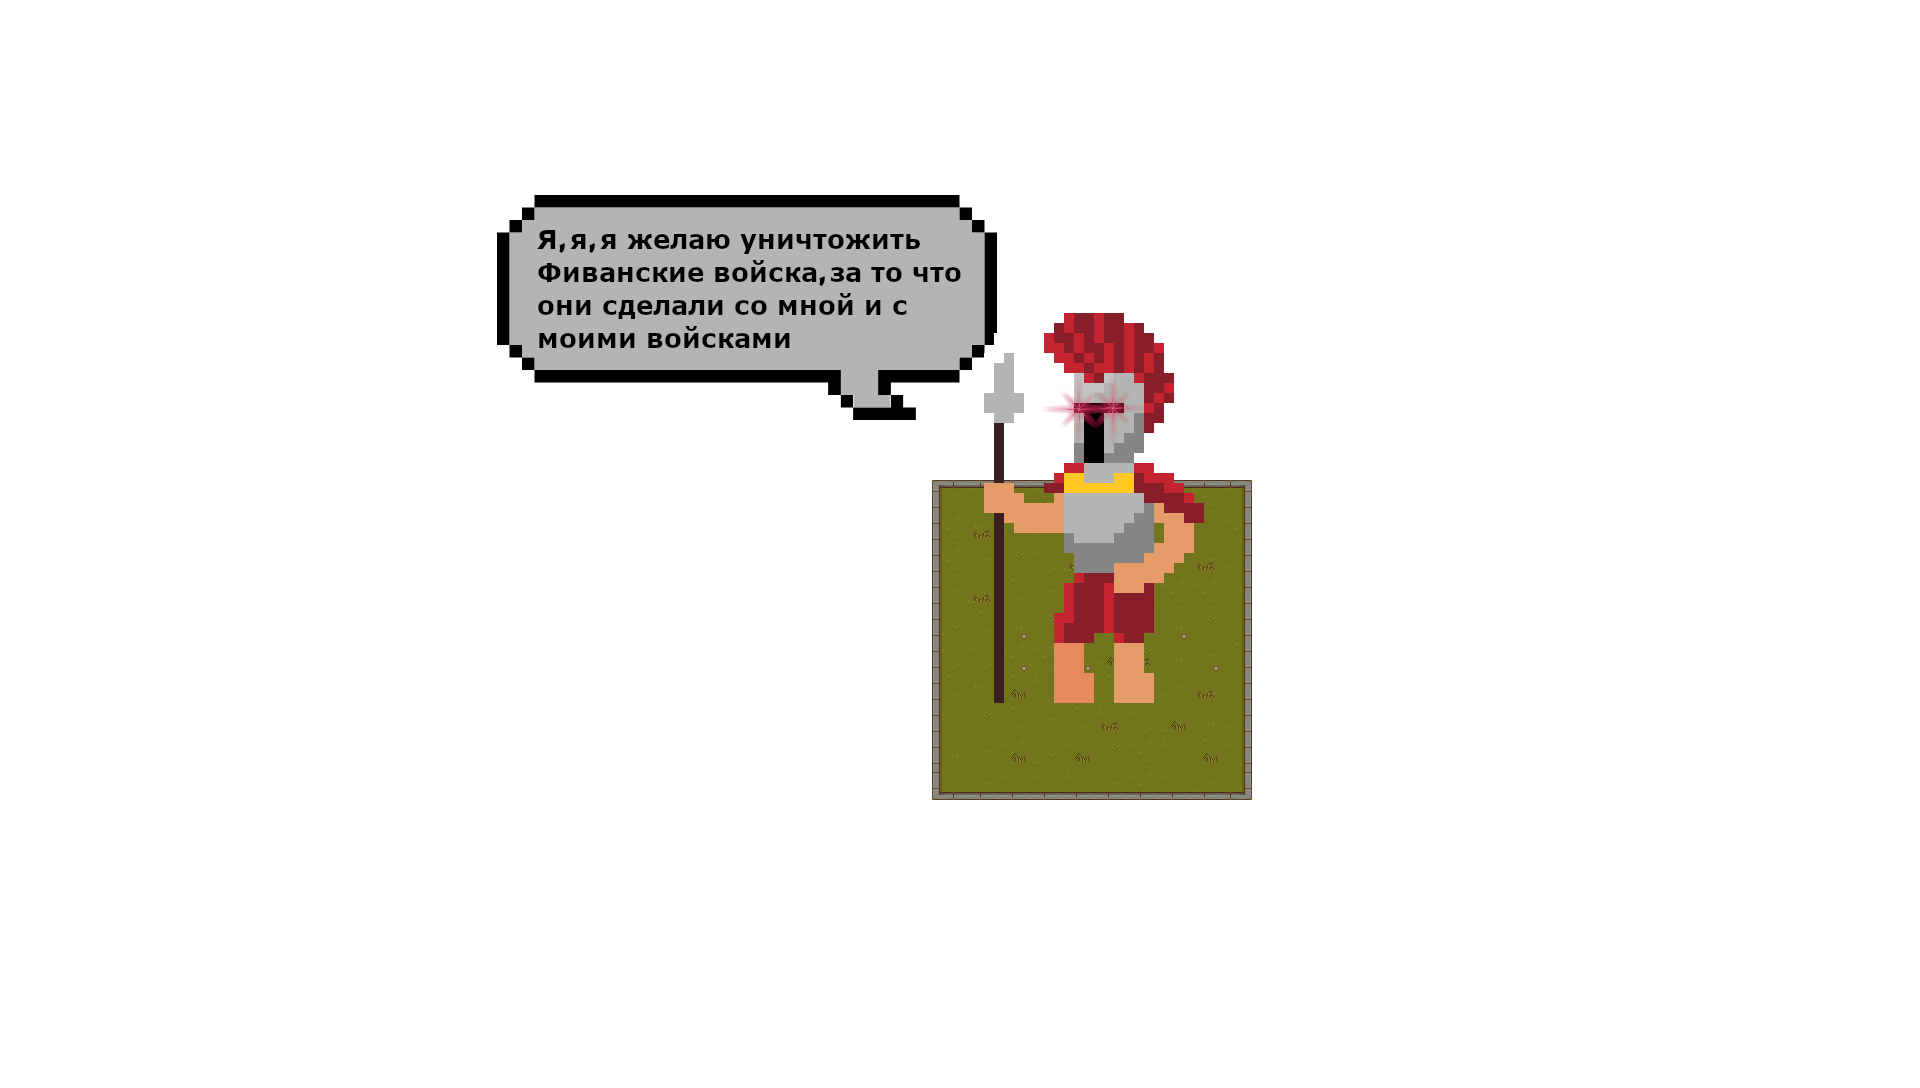 Я,я,я желаю уничтожить
Фиванские войска,за то что
они сделали со мной и с
моими войсками